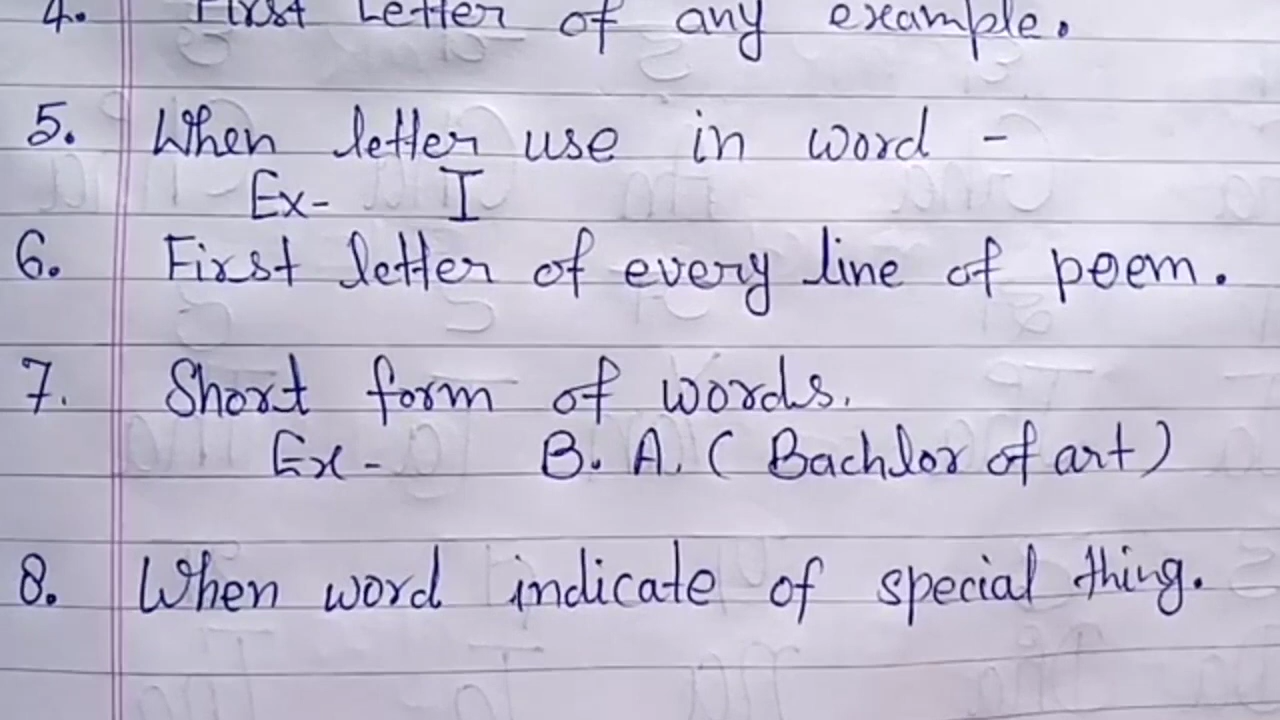 4. First Letter of any example.
5. When letter use in word -
Ex- I
6. First letter of every line of poem.
7. Short form of words.
Ex - B. A. ( Bachlor of art )
8. When word indicate of special thing.